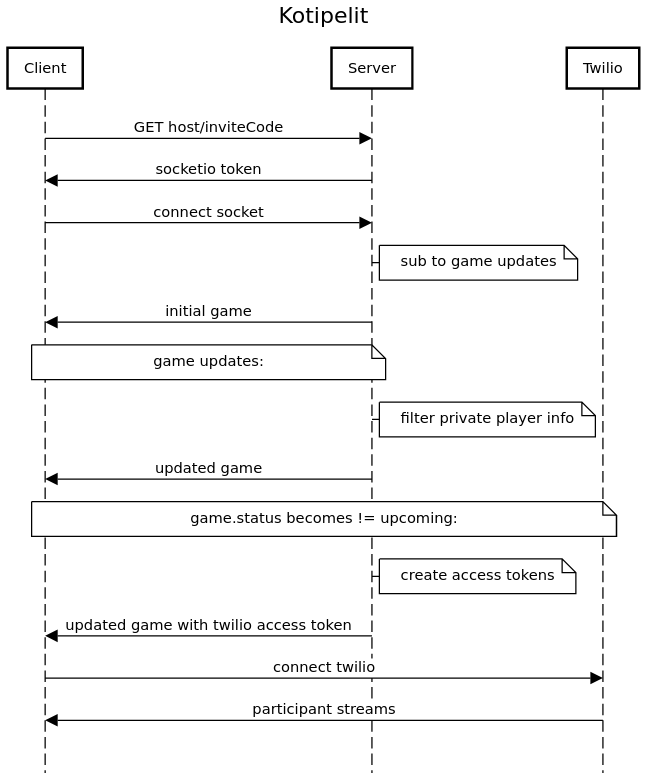 Kotipelit
Client
Server
Twilio
GET host/inviteCode
socketio token
connect socket
sub to game updates
initial game
game updates:
filter private player info
updated game
game.status becomes != upcoming:
create access tokens
updated game with twilio access token
connect twilio
participant streams